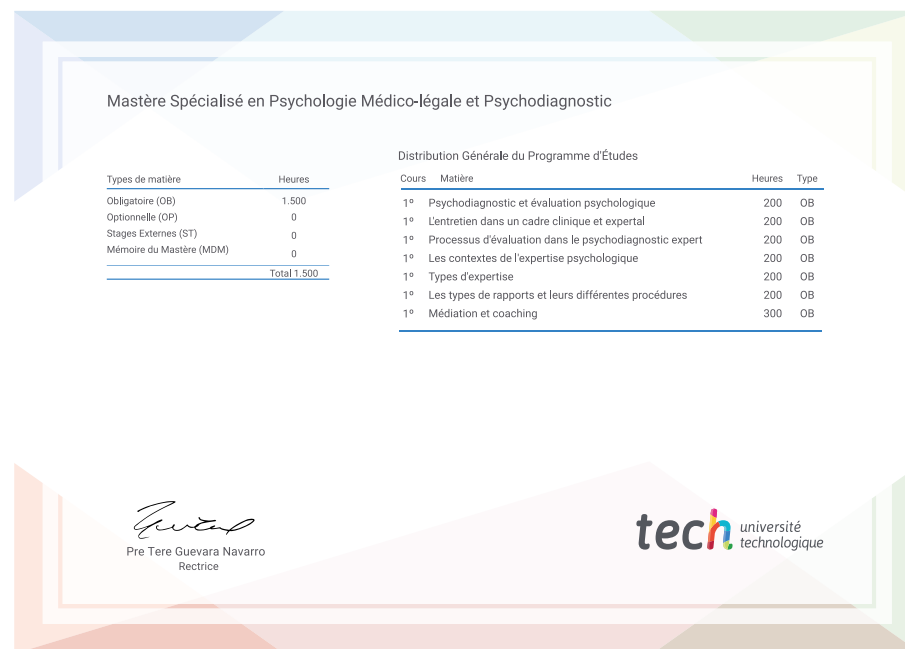 Mastère Spécialisé en Psychologie Médico-légale et Psychodiagnostic
Types de matière Heures
Obligatoire (OB) 1.500
Optionnelle (OP) 0
Stages Externes (ST) 0
Mémoire du Mastère (MDM) 0
Total 1.500
Distribution Générale du Programme d'Études
Cours Matière Heures Type
1º Psychodiagnostic et évaluation psychologique 200 OB
1º L'entretien dans un cadre clinique et expertal 200 OB
1º Processus d'évaluation dans le psychodiagnostic expert 200 OB
1º Les contextes de l'expertise psychologique 200 OB
1º Types d'expertise 200 OB
1º Les types de rapports et leurs différentes procédures 200 OB
1º Médiation et coaching 300 OB
Pre Tere Guevara Navarro
Rectrice
tech université
technologique